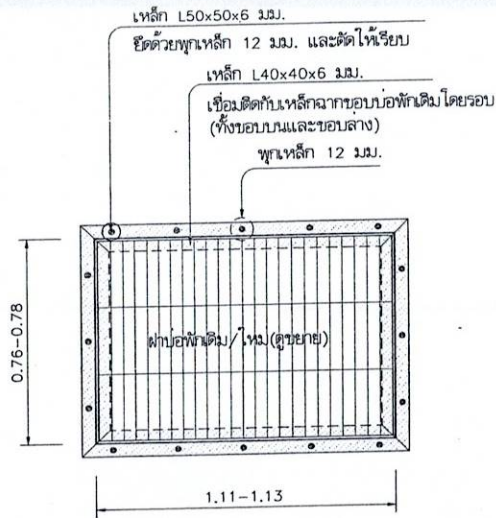 เหล็ก L50x50x6 มม.
ยึดด้วยพุกเหล็ก 12 มม. และตัดให้เรียบ
เหล็ก L40x40x6 มม.
เชื่อมติดกับเหล็กฉากขอบบ่อพักเดิมโดยรอบ
(ทั้งขอบบนและขอบล่าง)
พุกเหล็ก 12 มม.
0.76-0.78
ฝาบ่อพักเดิม/ใหม่(ดูขยาย)
1.11-1.13